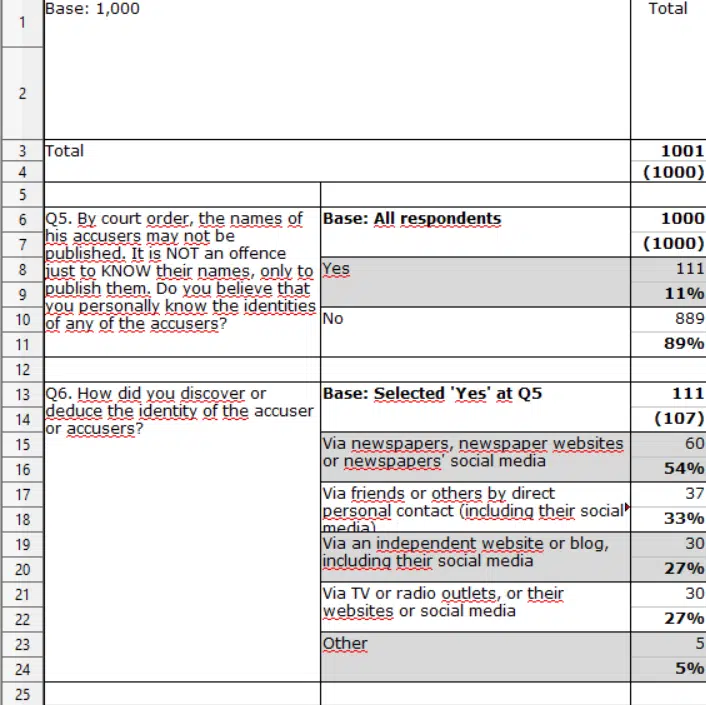 1
Base: 1,000
Total
2
3
Total
1001
4
(1000)
5
6
Q5. By court order, the names of
Base: All respondents
1000
7
his accusers may not be
published. It is NOT an offence
(1000)
8
just to KNOW their names, only to
Yes
111
9
publish them. Do you believe that
you personally know the identities
11%
10
of any of the accusers?
No
889
11
89%
12
13
Q6. How did you discover or
Base: Selected 'Yes' at Q5
111
14
deduce the identity of the accuser
or accusers?
(107)
15
Via newspapers, newspaper websites
60
16
or newspapers' social media
54%
17
Via friends or others by direct
37
18
personal contact (including their social
media)
33%
19
Via an independent website or blog,
30
20
including their social media
27%
21
Via TV or radio outlets, or their
30
22
websites or social media
27%
23
Other
5
24
5%
25